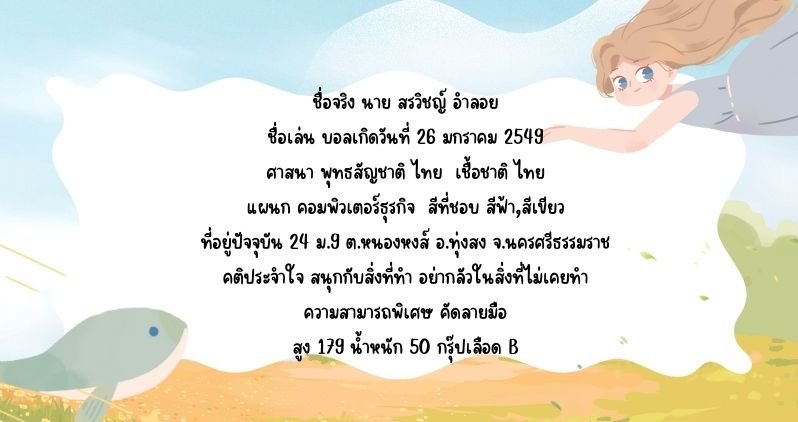 ชื่อจริง นาย สรวิชญ์ อำลอย
ชื่อเล่น บอลเกิดวันที่ 26 มกราคม 2549
ศาสนา พุทธสัญชาติ ไทย เชื้อชาติ ไทย
แผนก คอมพิวเตอร์ธุรกิจ สีที่ชอบ สีฟ้า,สีเขียว
ที่อยู่ปัจจุบัน 24 ม.9 ต.หนองหงส์ อ.ทุ่งสง จ.นครศรีธรรมราช
คติประจำใจ สนุกกับสิ่งที่ทำ อย่ากลัวในสิ่งที่ไม่เคยทำ
ความสามารถพิเศษ คัดลายมือ
สูง 179 น้ำหนัก 50 กรุ๊ปเลือด B